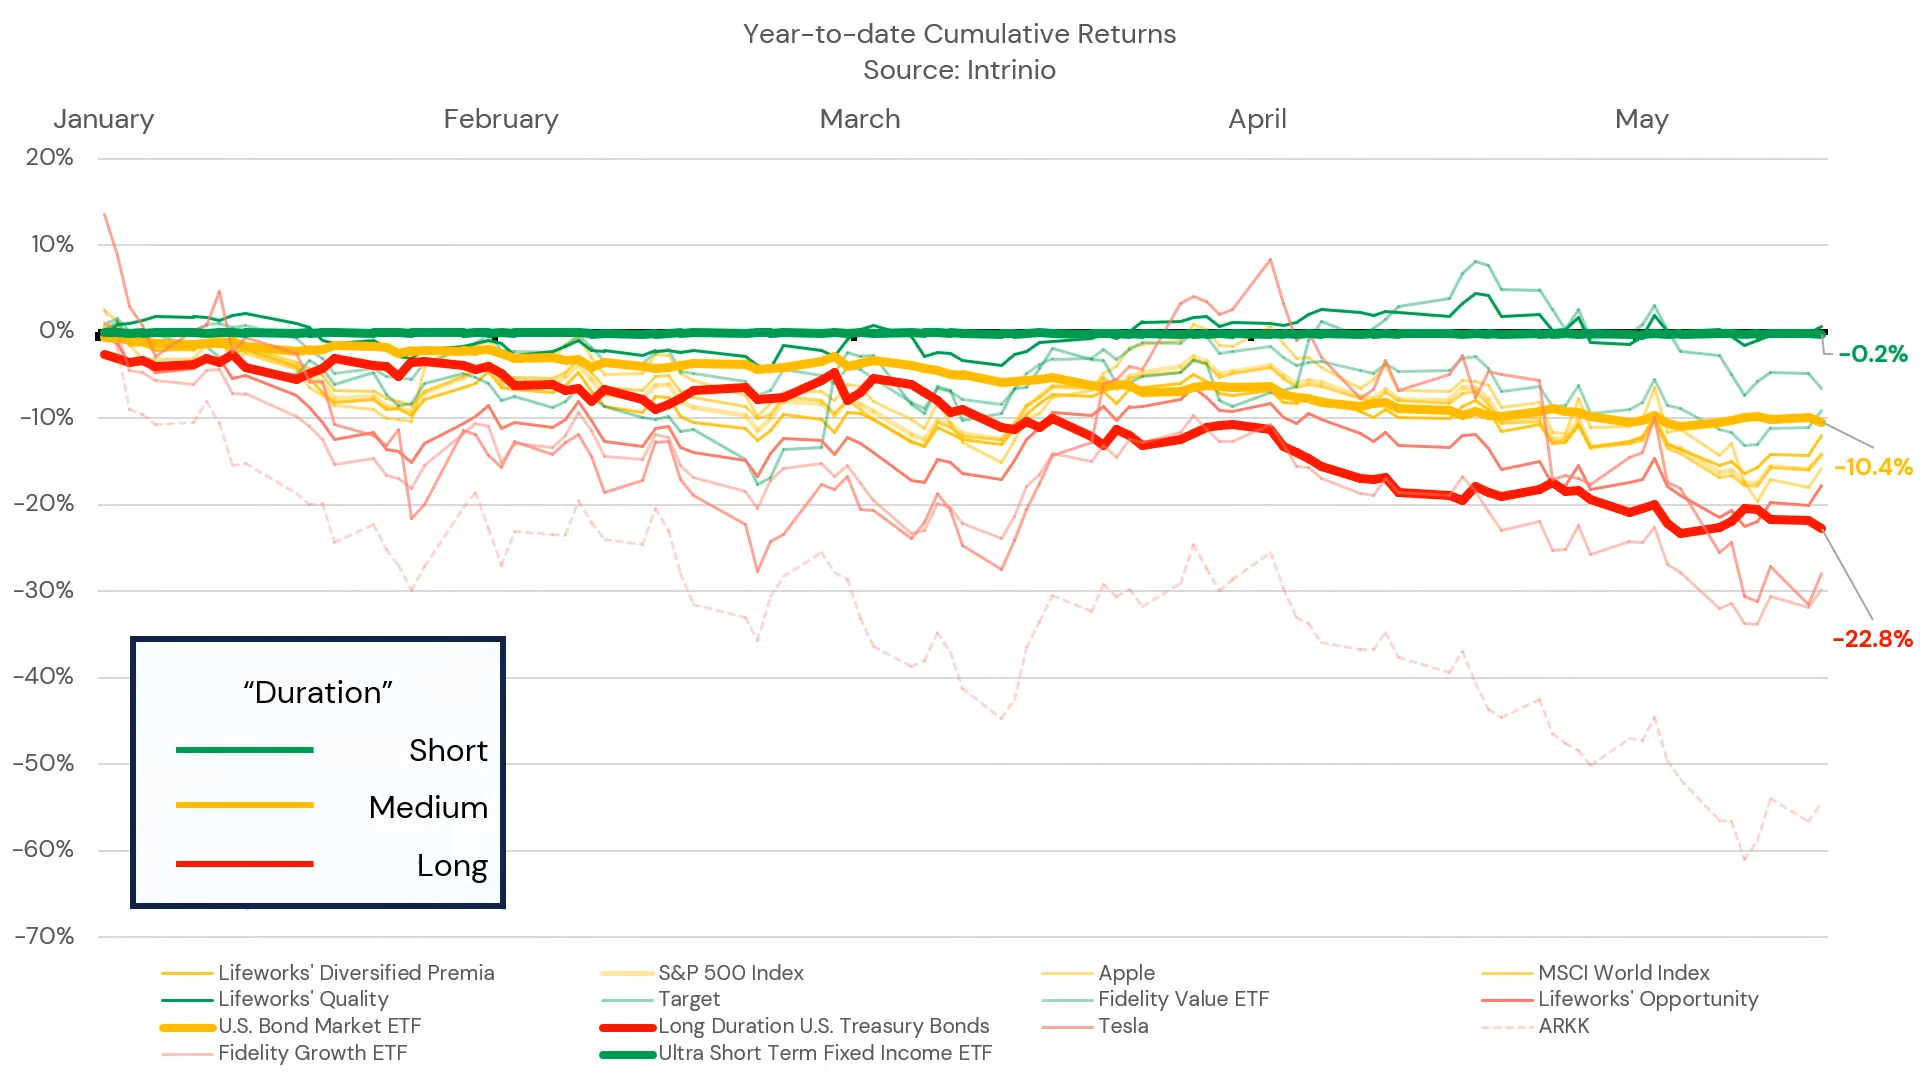 Year-to-date Cumulative Returns
Source: Intrinio
January February March April May
20%
10%
0%
-0.2%
-10%
-10.4%
-20%
-30%
-22.8%
-40%
-50%
-60%
-70%
“Duration”
Short
Medium
Long
Lifeworks' Diversified Premia S&P 500 Index Apple MSCI World Index
Lifeworks' Quality Target Fidelity Value ETF Lifeworks' Opportunity
U.S. Bond Market ETF Long Duration U.S. Treasury Bonds Tesla ARKK
Fidelity Growth ETF Ultra Short Term Fixed Income ETF